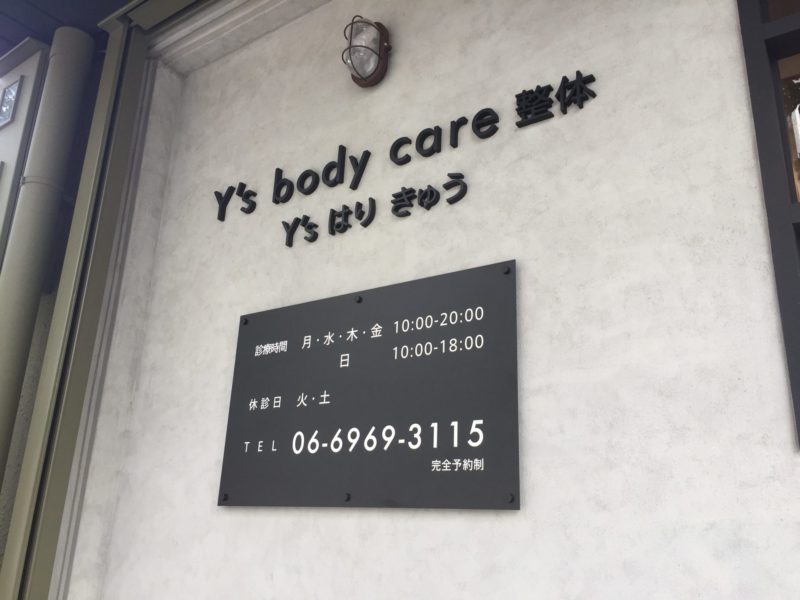 Y's body care 整体
Y's はり きゅう
診療時間 月・水・木・金 10:00-20:00
日 10:00-18:00
休診日 火・土
TEL 06-6969-3115
完全予約制